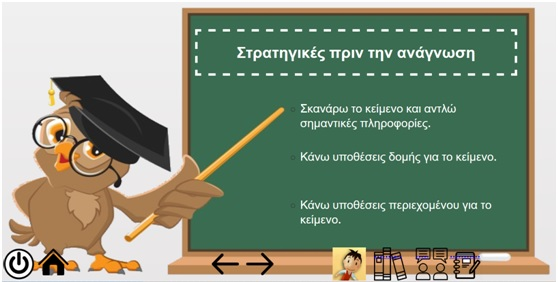 Στρατηγικές πριν την ανάγνωση
Σκανάρω το κείμενο και αντλώ
σημαντικές πληροφορίες.
Κάνω υποθέσεις δομής για το κείμενο.
Κάνω υποθέσεις περιεχομένου για το
κείμενο.